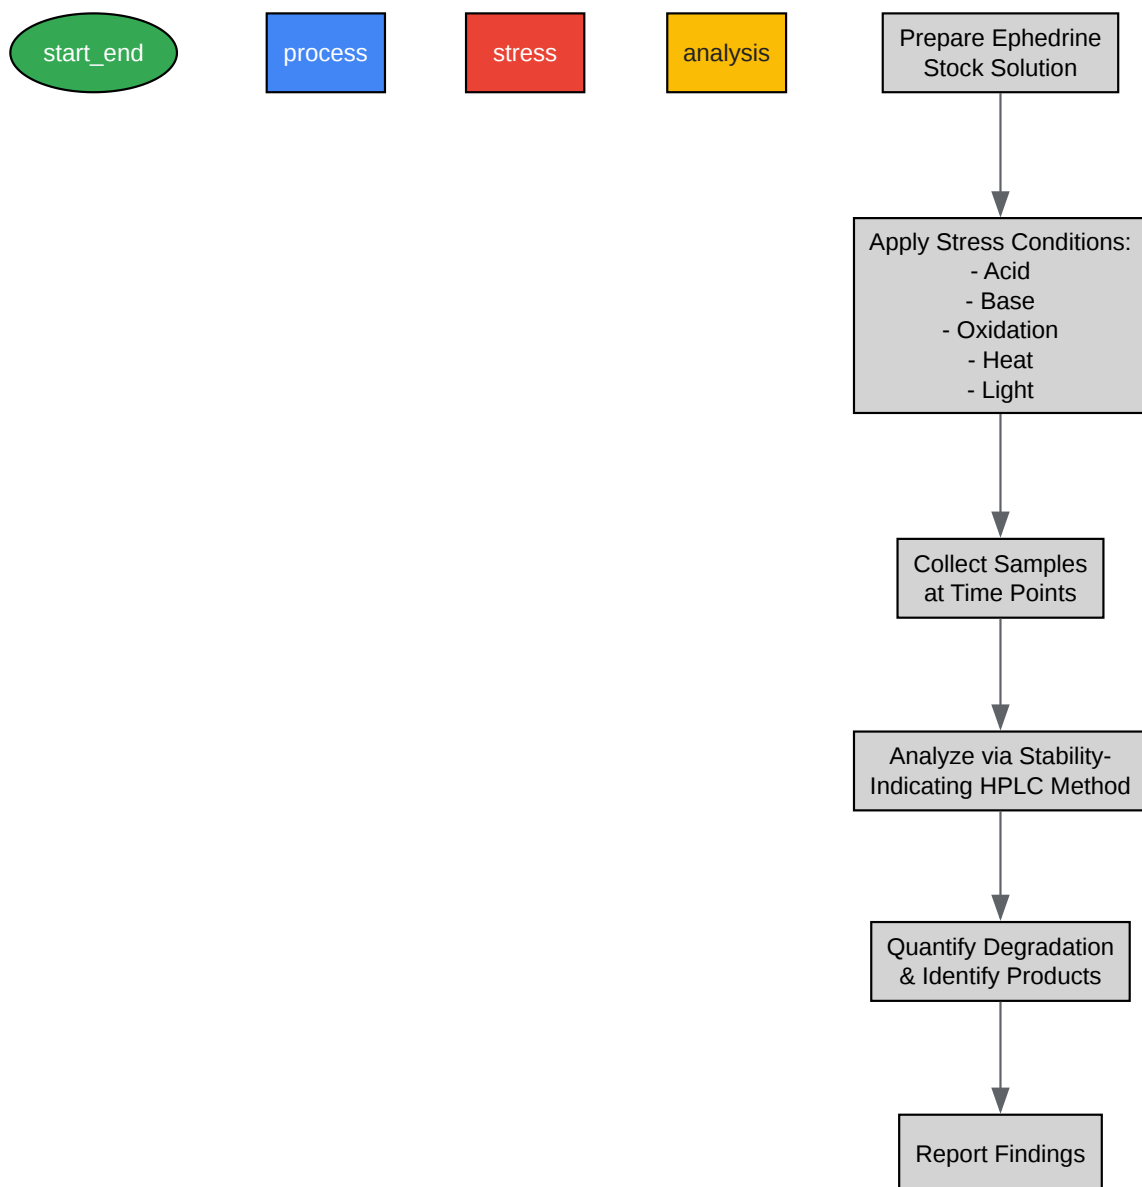 start_end
process
stress
analysis
Prepare Ephedrine
Stock Solution
Apply Stress Conditions:
- Acid
- Base
- Oxidation
- Heat
- Light
Collect Samples
at Time Points
Analyze via Stability-
Indicating HPLC Method
Quantify Degradation
& Identify Products
Report Findings